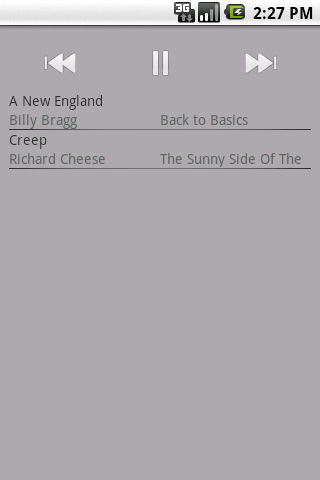 3G 2:27 PM
A New England
Billy Bragg Back to Basics
Creep
Richard Cheese The Sunny Side Of The